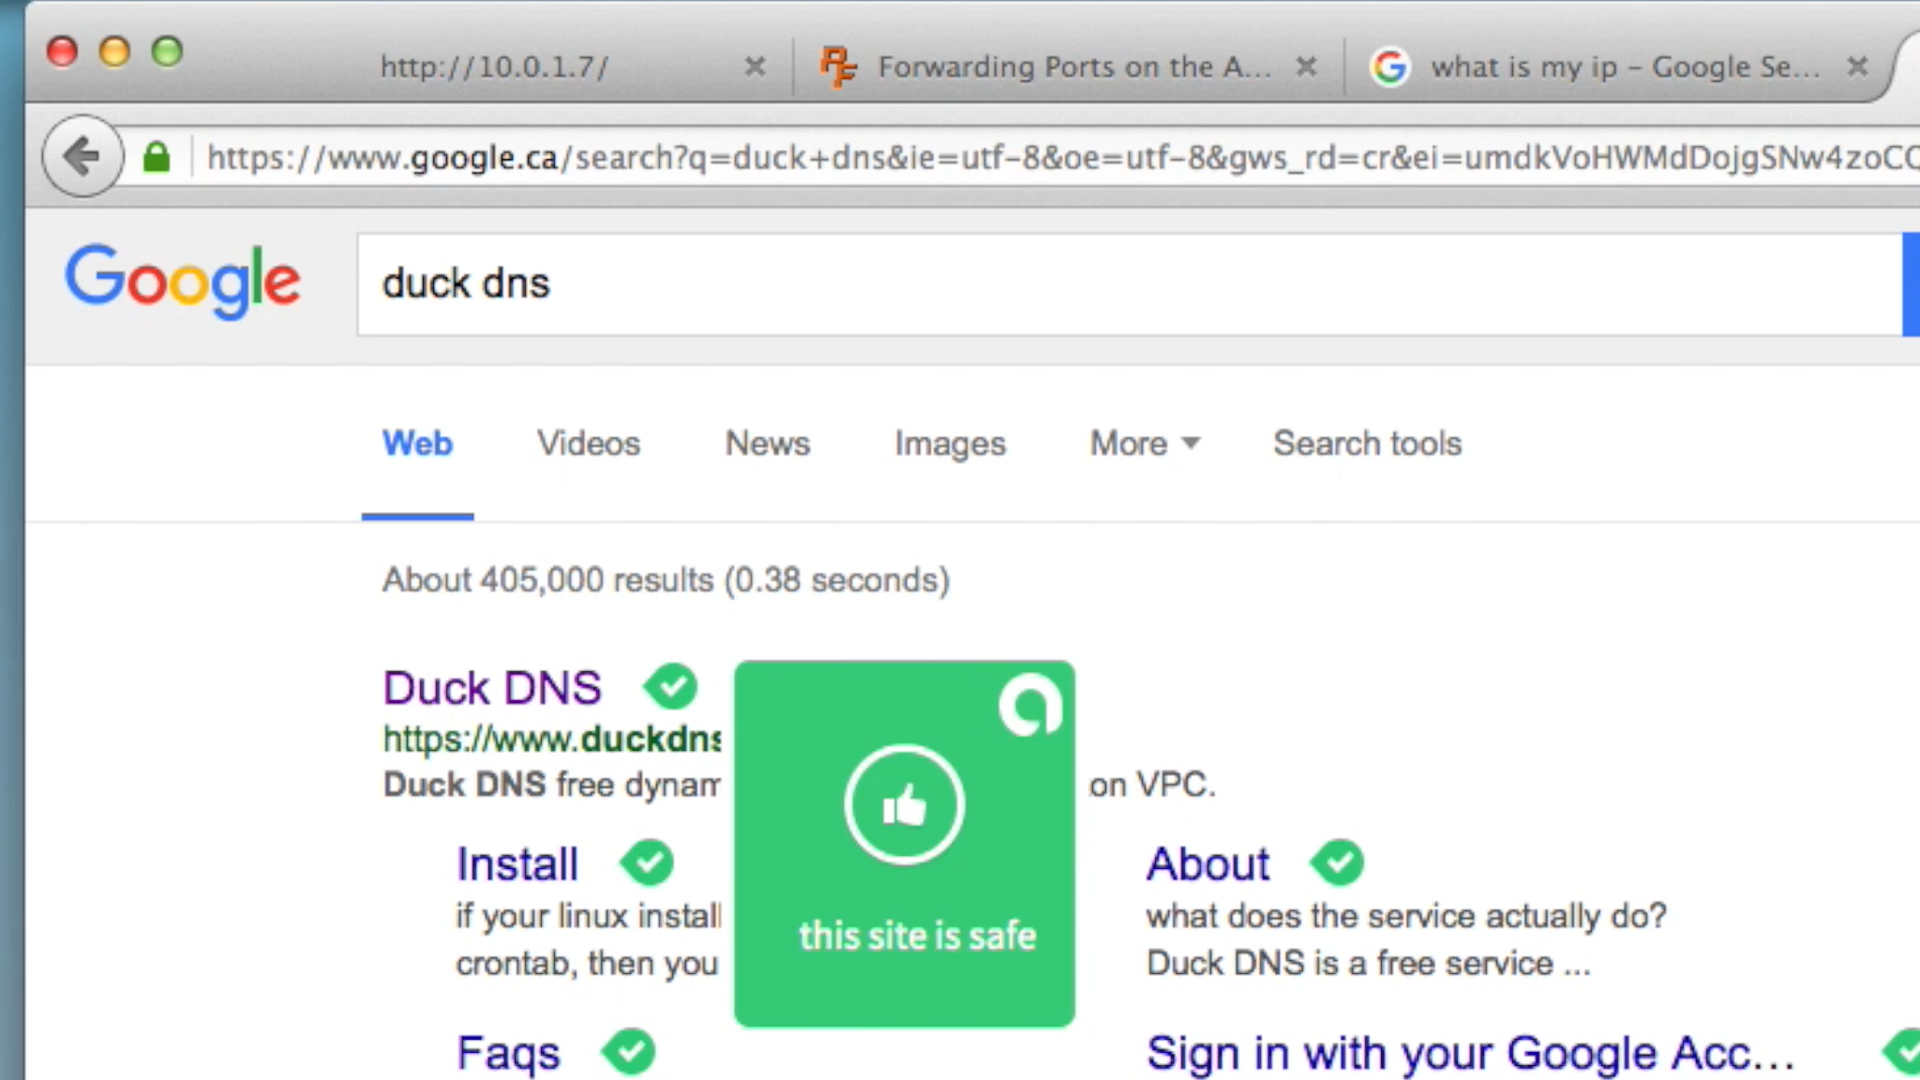 http://10.0.1.7/
Forwarding Ports on the A...
what is my ip - Google Se...
https://www.google.ca/search?q=duck+dns&ie=utf-8&oe=utf-8&gws_rd=cr&ei=umdkVoHWMdDojgSNw4zoCQ
Google
duck dns
Web Videos News Images More Search tools
About 405,000 results (0.38 seconds)
Duck DNS
https://www.duckdns
Duck DNS free dynam on VPC.
this site is safe
Install
if your linux install
crontab, then you
About
what does the service actually do?
Duck DNS is a free service ...
Faqs
Sign in with your Google Acc...